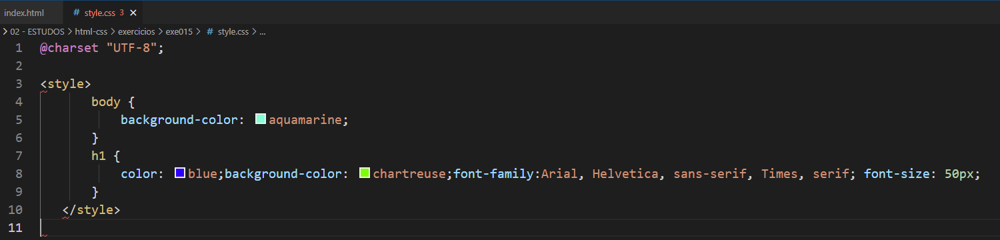 index.html # style.css 3 ×
> 02 - ESTUDOS > html-css > exercicios > exe015 > # style.css > ...
1 @charset "UTF-8";
2
3 <style>
4 body {
5 background-color: aquamarine;
6 }
7 h1 {
8 color: blue;background-color: chartreuse;font-family:Arial, Helvetica, sans-serif, Times, serif; font-size: 50px;
9 }
10 </style>
11